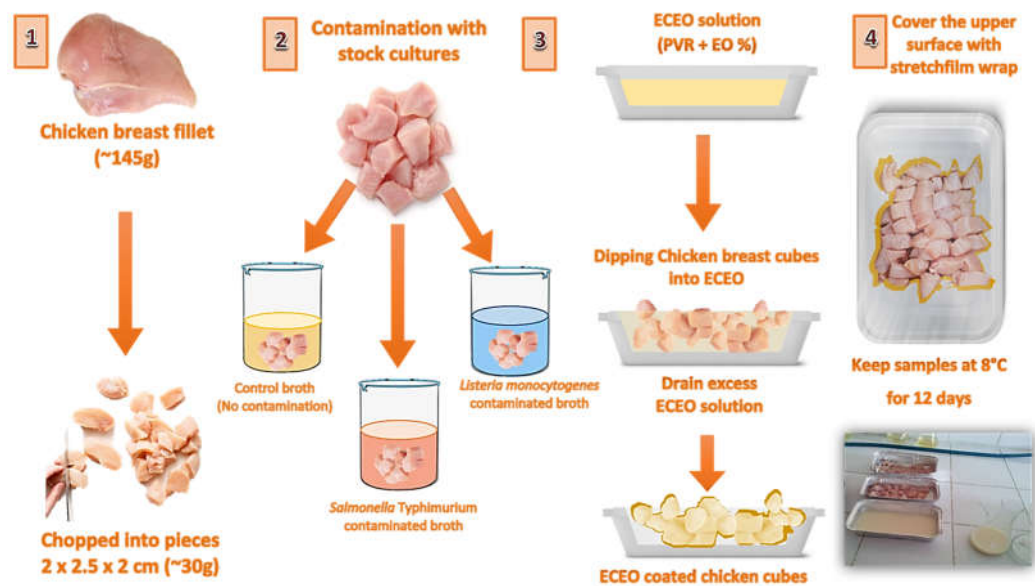 1
Chicken breast fillet
(~145g)
Chopped into pieces
2 x 2.5 x 2 cm (~30g)
2
Contamination with
stock cultures
Control broth
(No contamination)
Salmonella Typhimurium
contaminated broth
Listeria monocytogenes
contaminated broth
3
ECEO solution
(PVR + EO %)
Dipping Chicken breast cubes
into ECEO
Drain excess
ECEO solution
ECEO coated chicken cubes
4
Cover the upper
surface with
stretchfilm wrap
Keep samples at 8°C
for 12 days